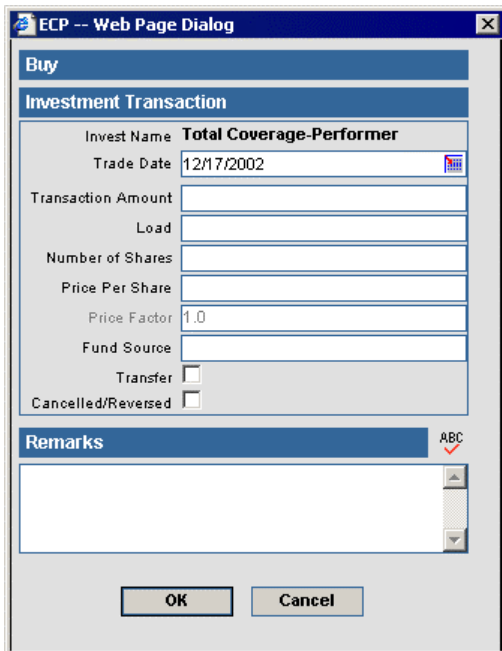 ECP -- Web Page Dialog
Buy
Investment Transaction
Invest Name Total Coverage-Performer
Trade Date 12/17/2002
Transaction Amount
Load
Number of Shares
Price Per Share
Price Factor 1.0
Fund Source
Transfer
Cancelled/Reversed
Remarks ABC
OK Cancel